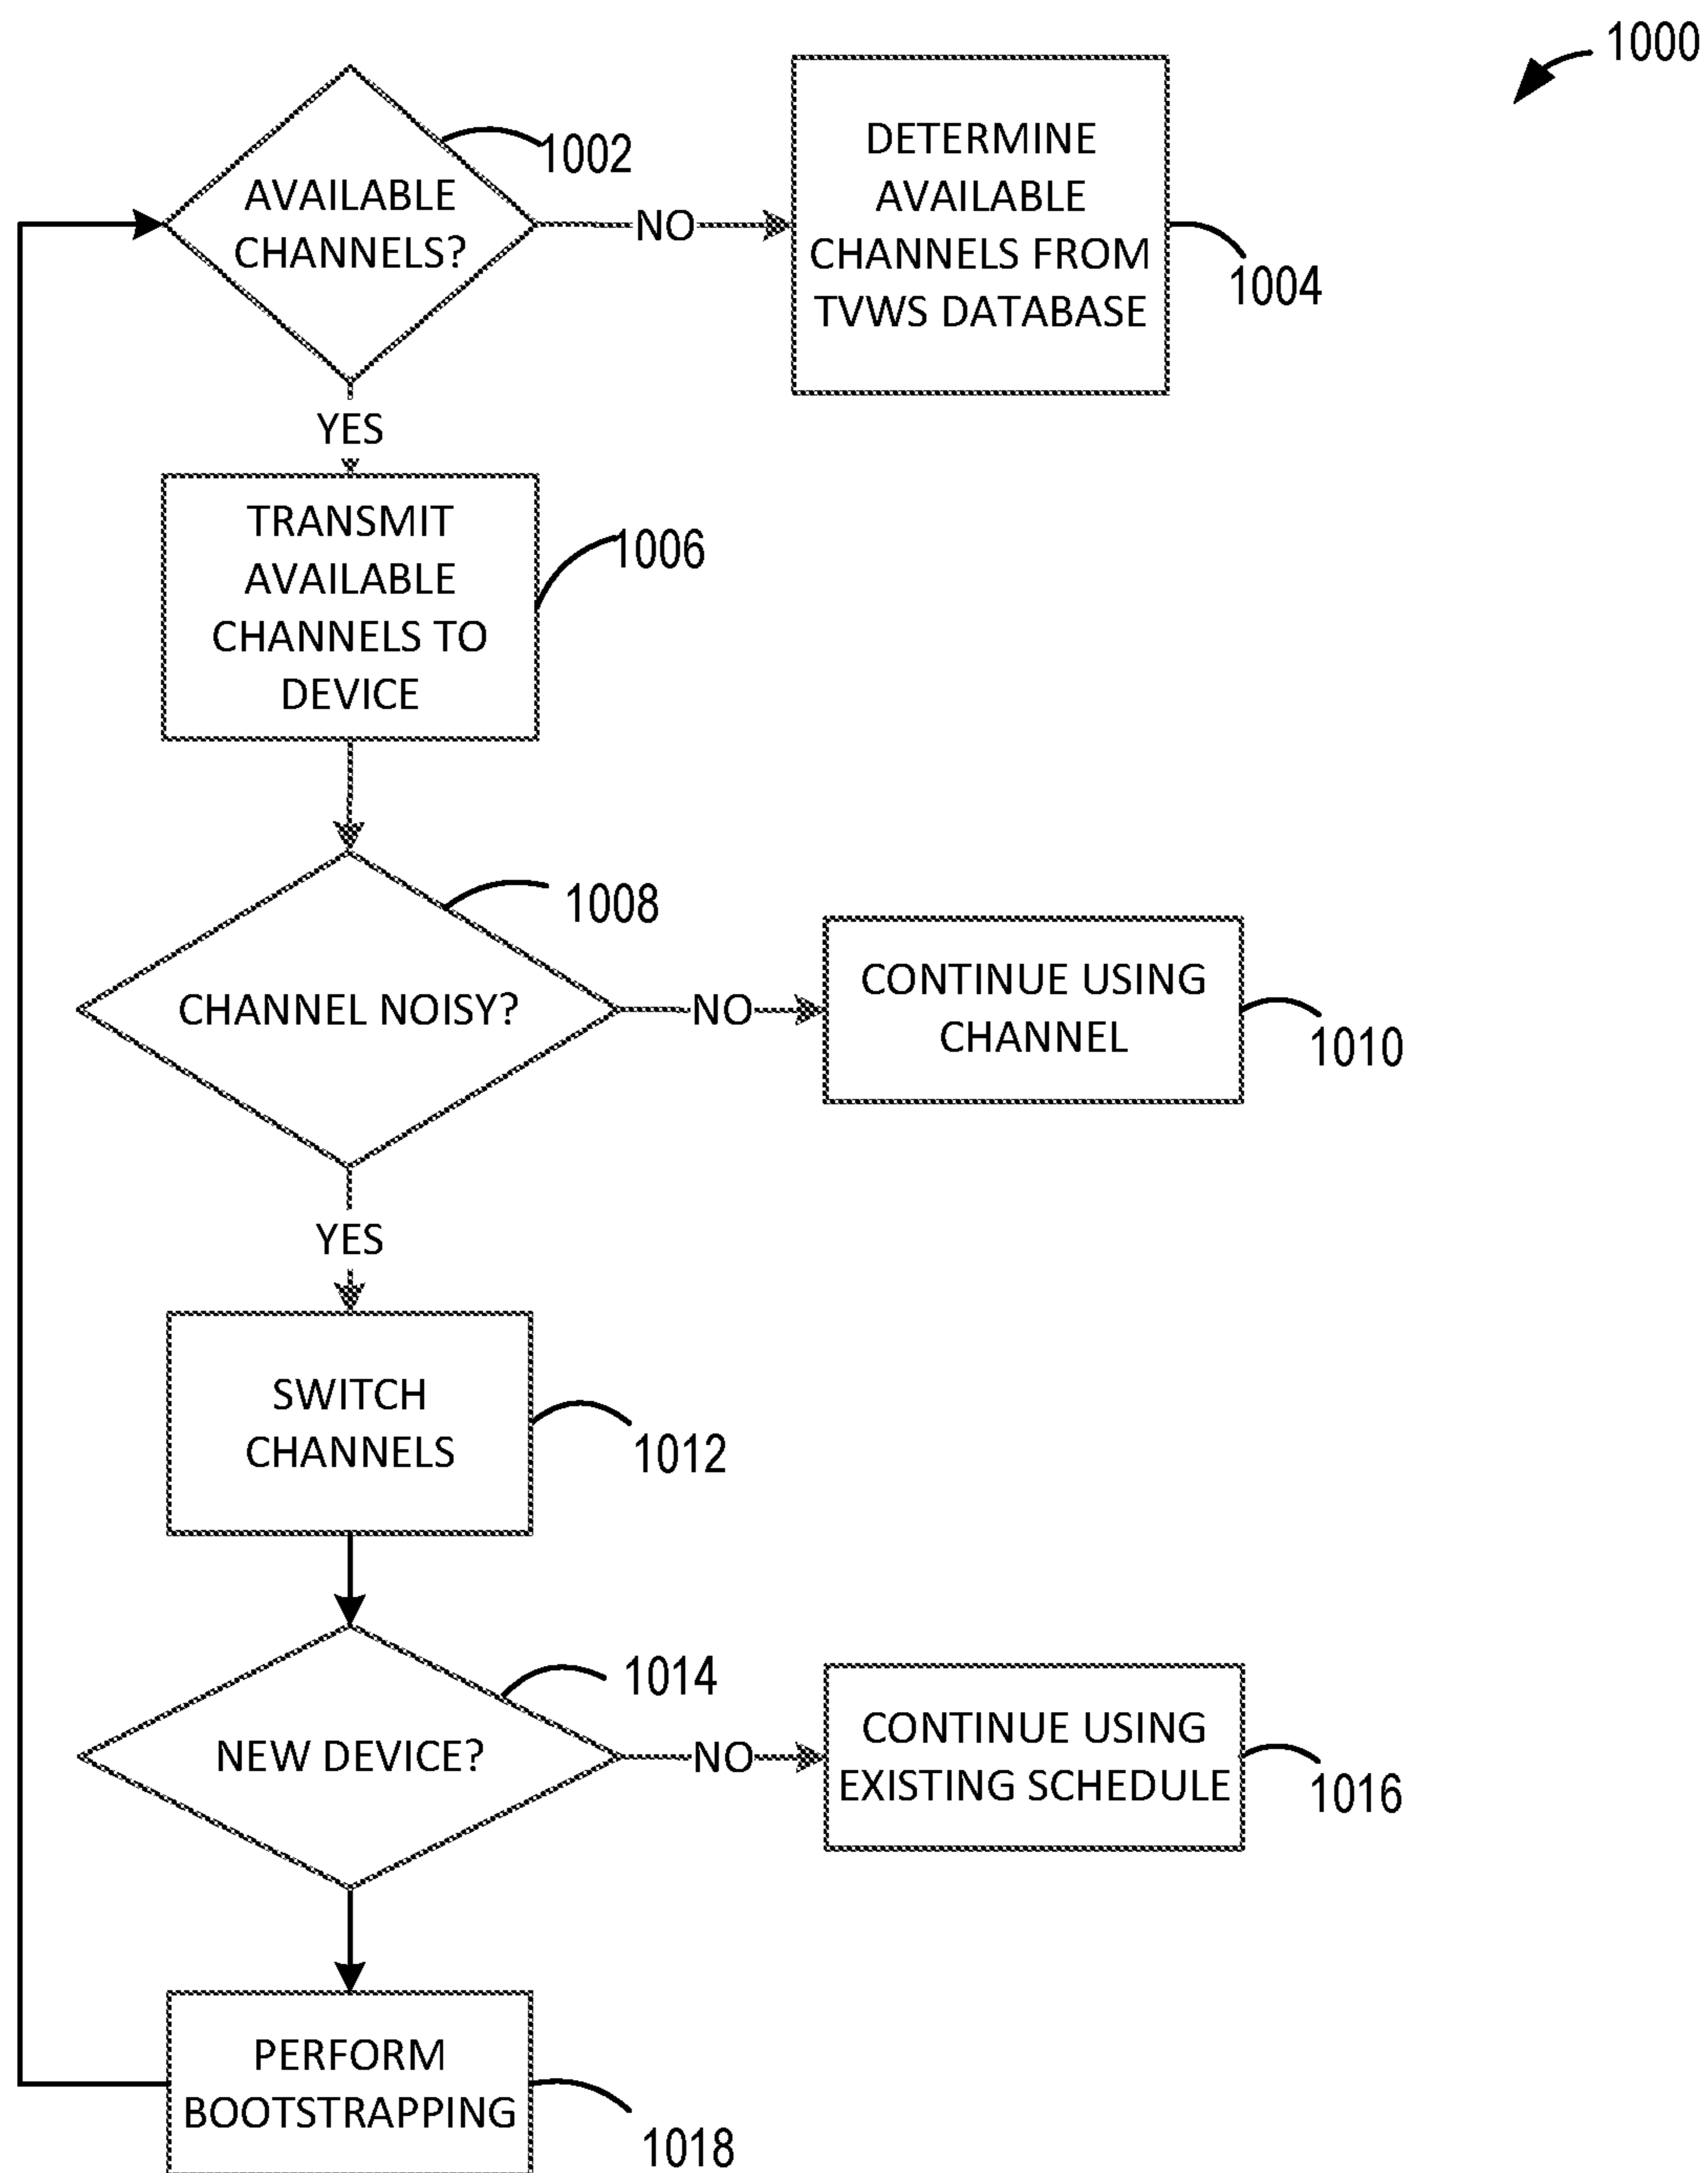 1000
AVAILABLE
CHANNELS?
1002
NO
DETERMINE
AVAILABLE
CHANNELS FROM
TVWS DATABASE
1004
YES
TRANSMIT
AVAILABLE
CHANNELS TO
DEVICE
1006
CHANNEL NOISY?
1008
NO
CONTINUE USING
CHANNEL
1010
YES
SWITCH
CHANNELS
1012
NEW DEVICE?
1014
NO
CONTINUE USING
EXISTING SCHEDULE
1016
PERFORM
BOOTSTRAPPING
1018